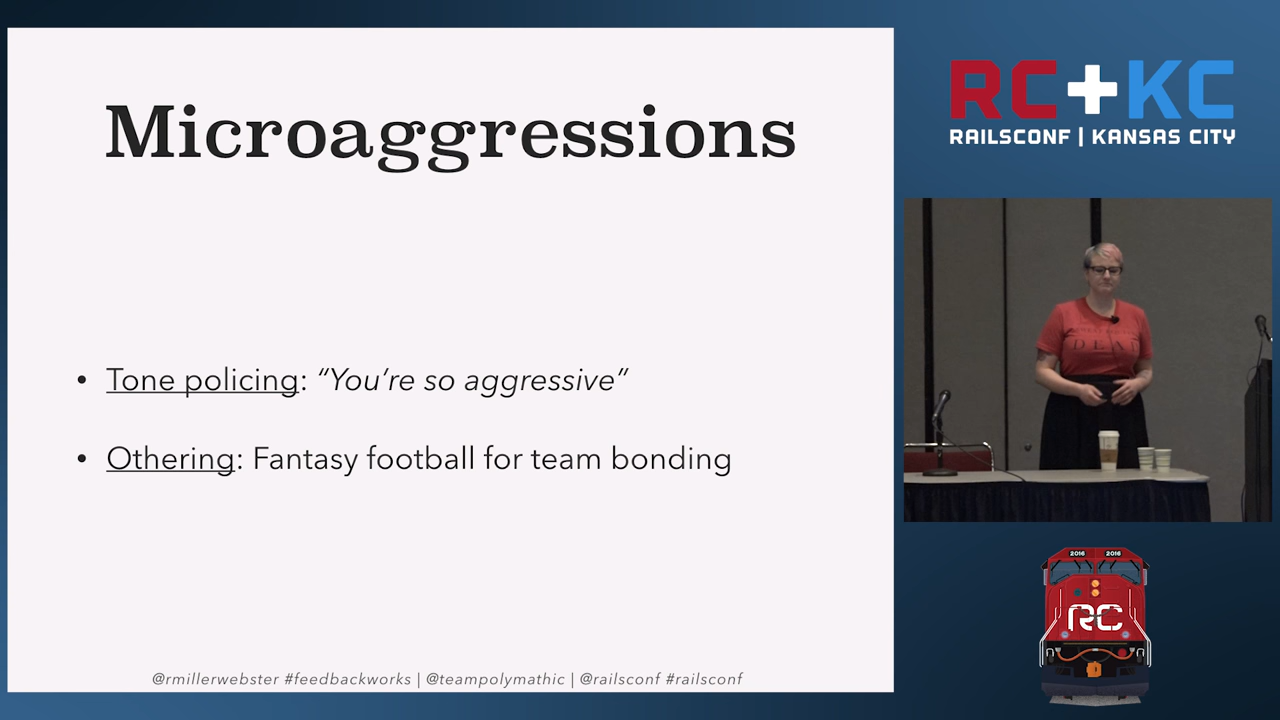 Microaggressions
• Tone policing: “You’re so aggressive”
• Othering: Fantasy football for team bonding
@rmillerwebster #feedbackworks | @teampolymathic | @railsconf #railsconf
RC+KC
RAILSCONF | KANSAS CITY
2016 2016
RC